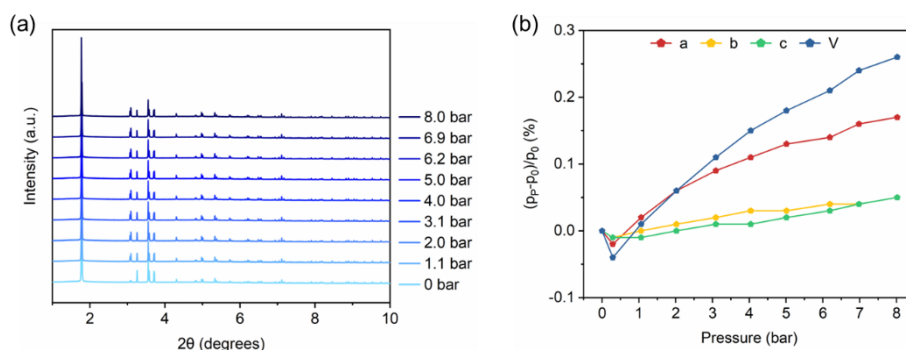 (a)
Intensity (a.u.)
8.0 bar
6.9 bar
6.2 bar
5.0 bar
4.0 bar
3.1 bar
2.0 bar
1.1 bar
0 bar
2 4 6 8 10
2θ (degrees)
(b)
a b c V
(pP-p0)/p0 (%)
0.3
0.2
0.1
0.0
-0.1
0 1 2 3 4 5 6 7 8
Pressure (bar)